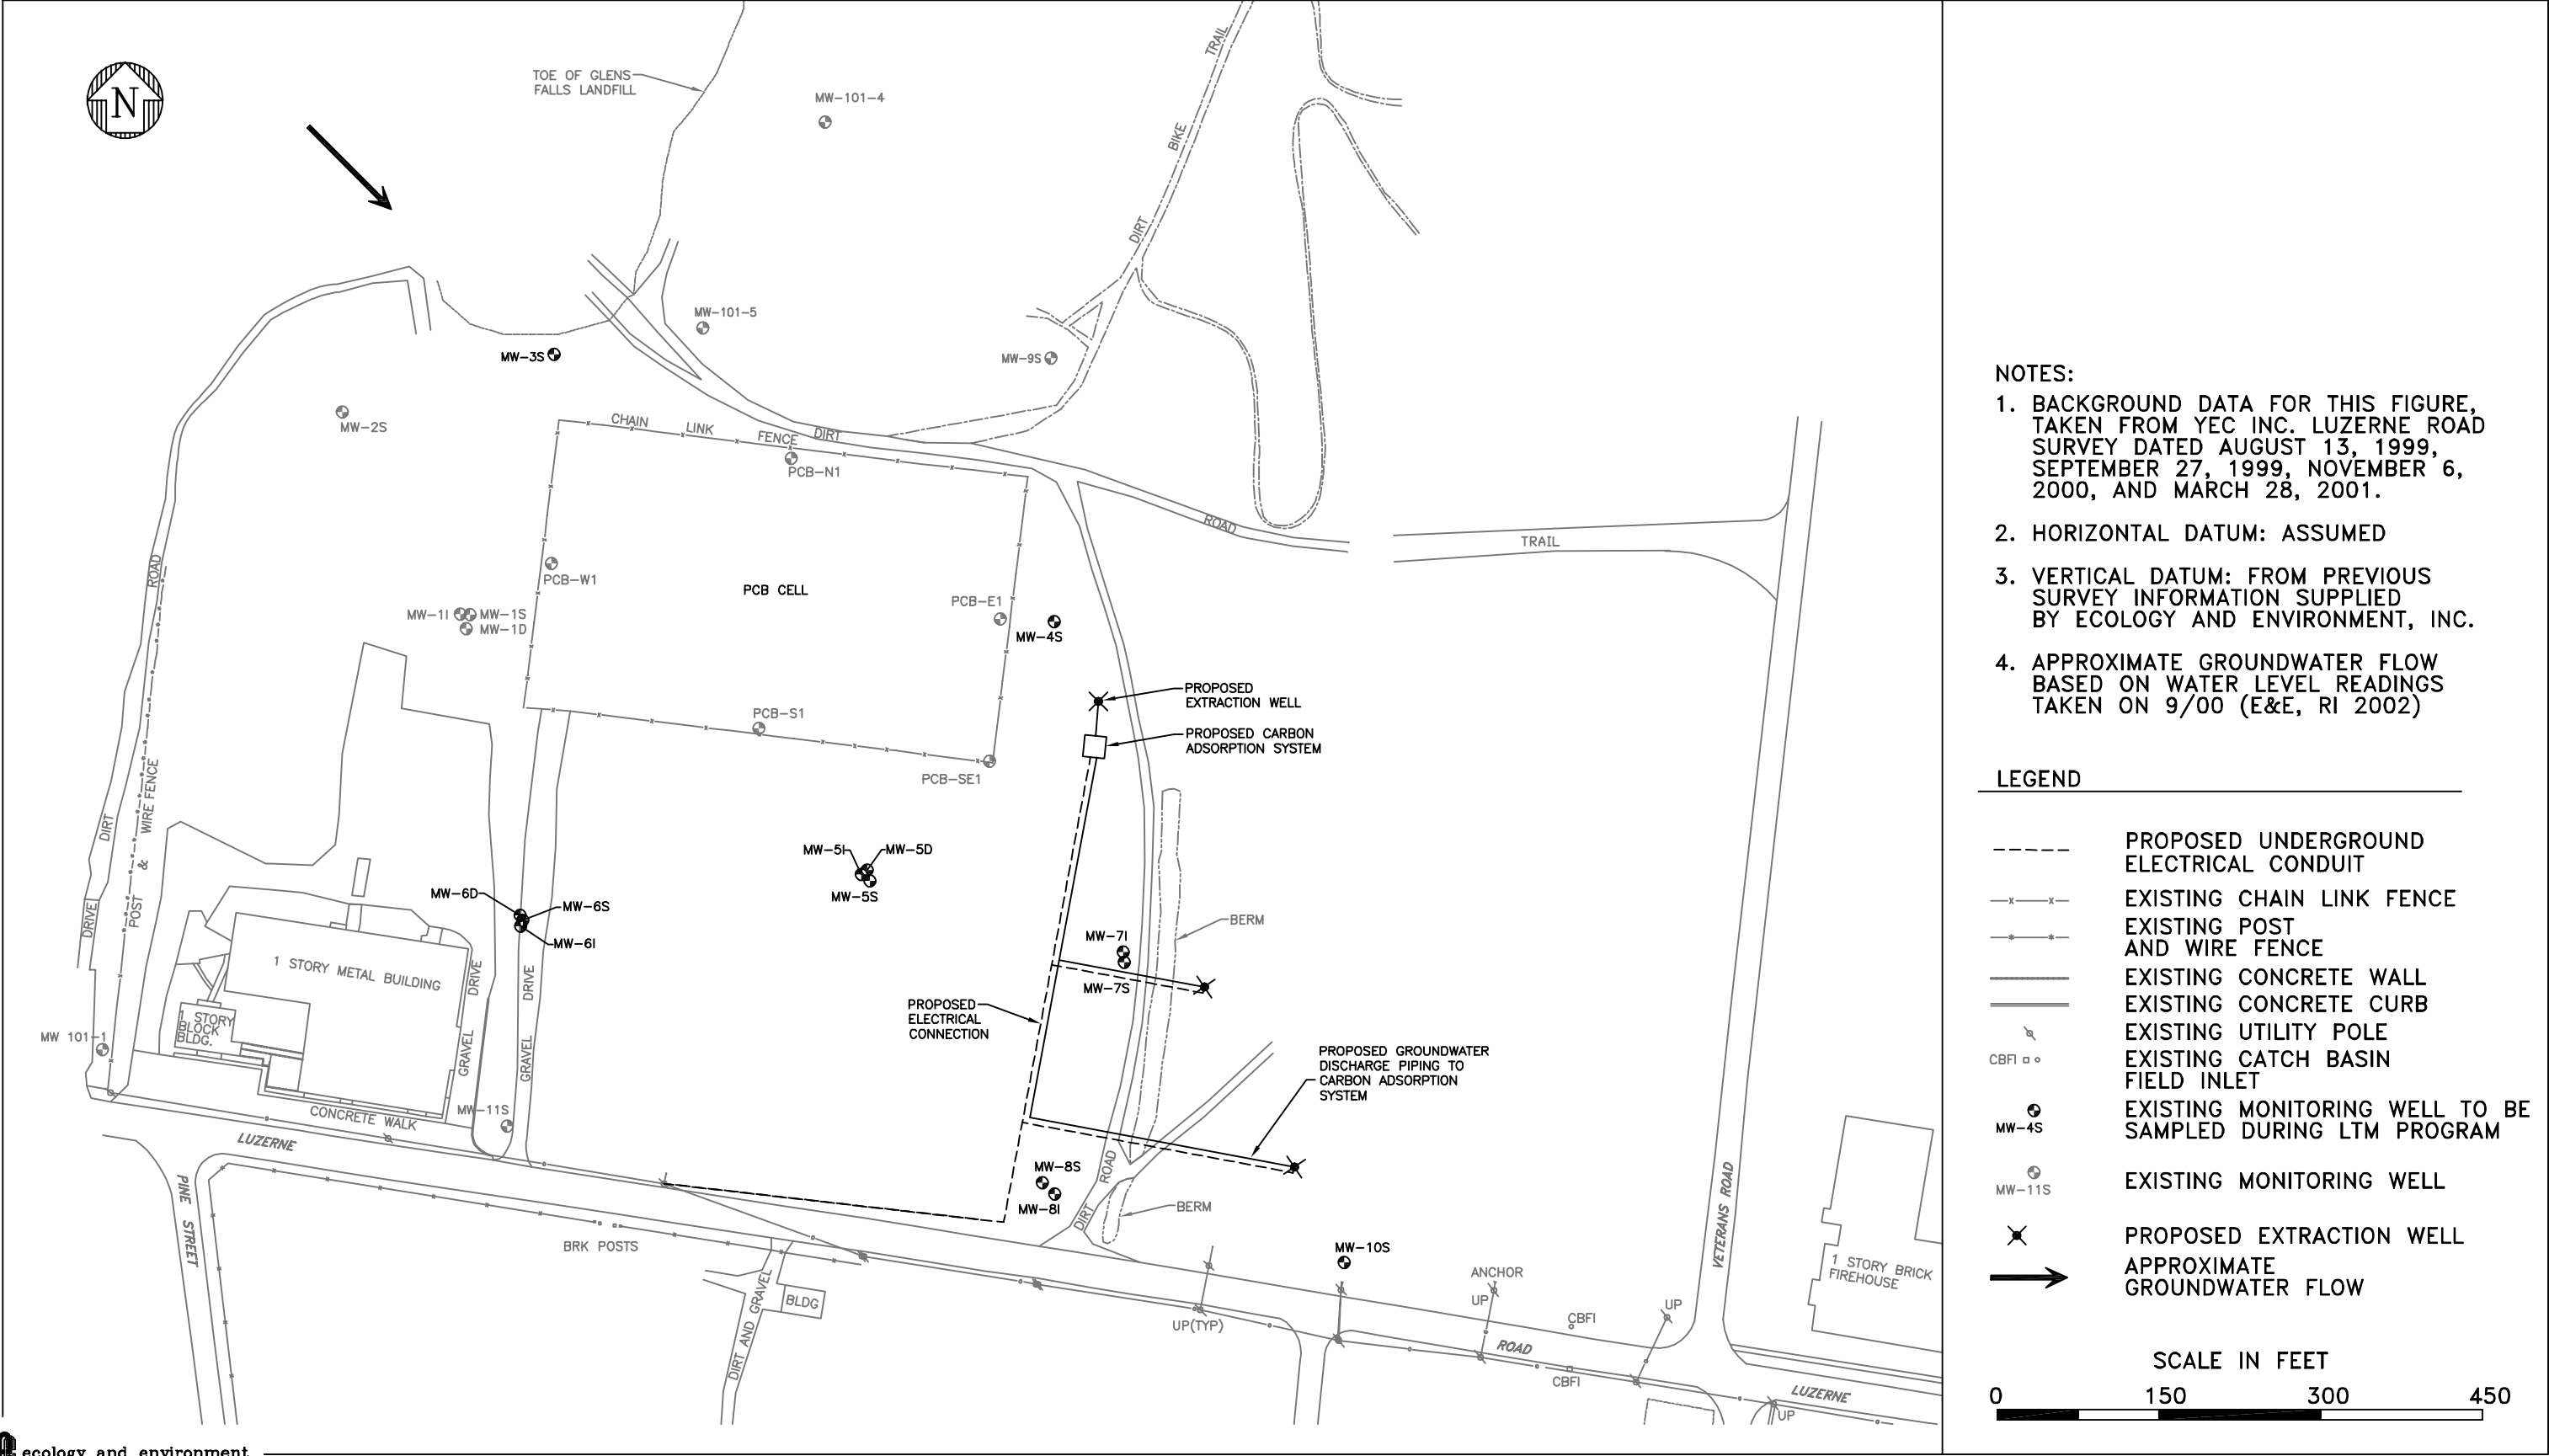 N
TOE OF GLENS
FALLS LANDFILL
MW-101-4
BIKE
TRAIL
DIRT
MW-101-5
MW-3S
MW-9S
MW-2S
CHAIN
LINK
FENCE
DIRT
ROAD
PCB-N1
TRAIL
ROAD
PCB-W1
PCB CELL
PCB-E1
MW-1I
MW-1S
MW-1D
MW-4S
PROPOSED
EXTRACTION WELL
PCB-S1
PROPOSED CARBON
ADSORPTION SYSTEM
PCB-SE1
DIRT
DRIVE
POST & WIRE FENCE
MW-5I
MW-5D
MW-5S
MW-6D
MW-6S
MW-6I
BERM
MW-7I
MW-7S
1 STORY METAL BUILDING
GRAVEL DRIVE
GRAVEL DRIVE
PROPOSED
ELECTRICAL
CONNECTION
1 STORY
BLOCK
BLDG.
MW 101-1
PROPOSED GROUNDWATER
DISCHARGE PIPING TO
CARBON ADSORPTION
SYSTEM
CONCRETE WALK
MW-11S
LUZERNE
PINE STREET
MW-8S
MW-8I
DIRT
ROAD
BERM
BRK POSTS
DIRT AND GRAVEL
BLDG
MW-10S
UP(TYP)
ANCHOR
UP
CBFI
UP
VETERANS ROAD
1 STORY BRICK
FIREHOUSE
ROAD
CBFI
LUZERNE
UP
NOTES:
1. BACKGROUND DATA FOR THIS FIGURE,
TAKEN FROM YEC INC. LUZERNE ROAD
SURVEY DATED AUGUST 13, 1999,
SEPTEMBER 27, 1999, NOVEMBER 6,
2000, AND MARCH 28, 2001.
2. HORIZONTAL DATUM: ASSUMED
3. VERTICAL DATUM: FROM PREVIOUS
SURVEY INFORMATION SUPPLIED
BY ECOLOGY AND ENVIRONMENT, INC.
4. APPROXIMATE GROUNDWATER FLOW
BASED ON WATER LEVEL READINGS
TAKEN ON 9/00 (E&E, RI 2002)
LEGEND
PROPOSED UNDERGROUND
ELECTRICAL CONDUIT
EXISTING CHAIN LINK FENCE
EXISTING POST
AND WIRE FENCE
EXISTING CONCRETE WALL
EXISTING CONCRETE CURB
EXISTING UTILITY POLE
CBFI
EXISTING CATCH BASIN
FIELD INLET
MW-4S
EXISTING MONITORING WELL TO BE
SAMPLED DURING LTM PROGRAM
MW-11S
EXISTING MONITORING WELL
PROPOSED EXTRACTION WELL
APPROXIMATE
GROUNDWATER FLOW
SCALE IN FEET
0 150 300 450
ecology and environment